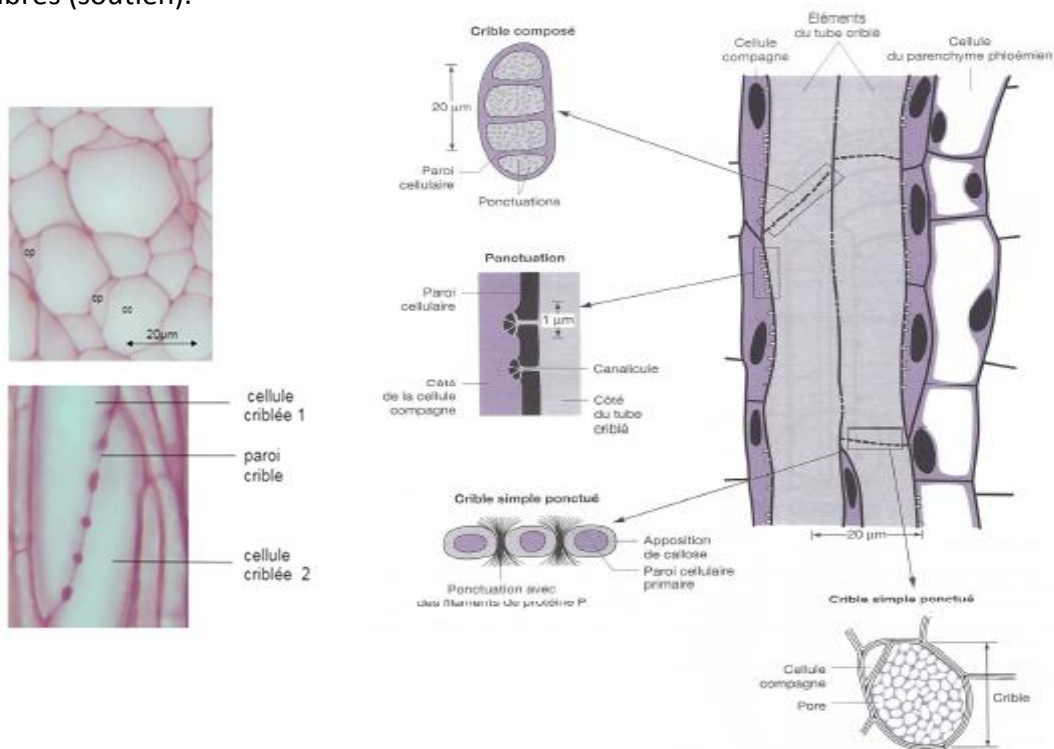 bres (soutien).
Crible composé
20 µm
Paroi
cellulaire
Ponctuations
Éléments
du tube criblé
Cellule
compagne
Cellule
du parenchyme phloémien
cp
cp
cc
20µm
Ponctuation
Paroi
cellulaire
1 µm
Canalicule
Côté
de la cellule
compagne
Côté
du tube
criblé
cellule
criblée 1
paroi
crible
cellule
criblée 2
Crible simple ponctué
Apposition
de callose
Paroi cellulaire
primaire
Ponctuation avec
des filaments de protéine P
20 µm
Crible simple ponctué
Cellule
compagne
Pore
Crible